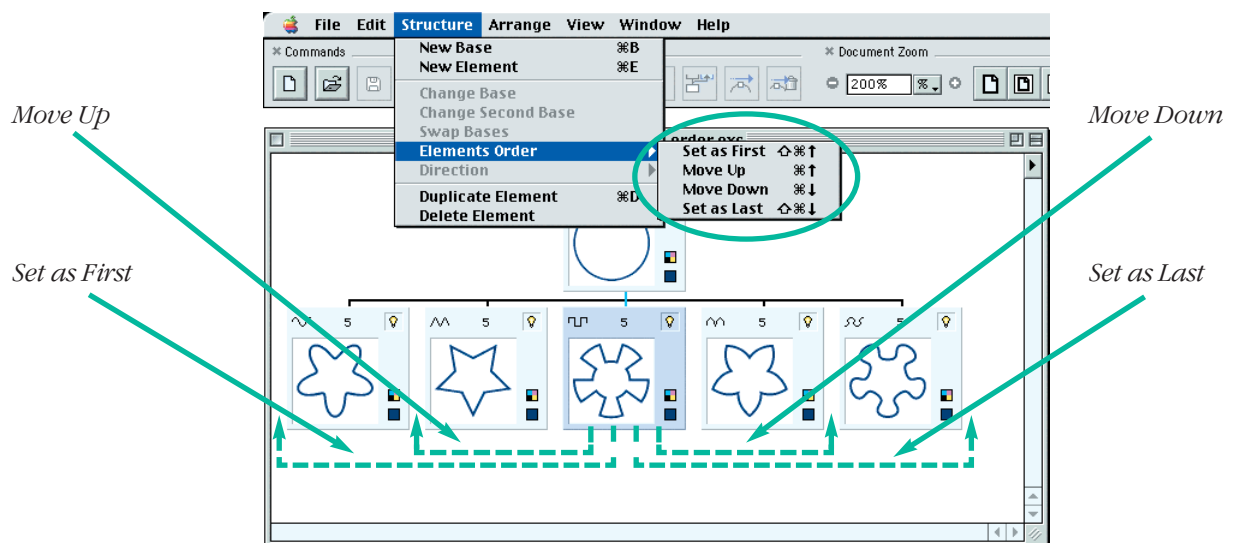 File Edit Structure Arrange View Window Help
Commands
Document Zoom
New Base ⌘B
New Element ⌘E
200% %
Change Base
Change Second Base
Swap Bases
order.exc
Elements Order
Direction
Duplicate Element ⌘D
Delete Element
Set as First ⇧⌘↑
Move Up ⌘↑
Move Down ⌘↓
Set as Last ⇧⌘↓
Move Up
Move Down
Set as First
Set as Last
5 5 5 5 5